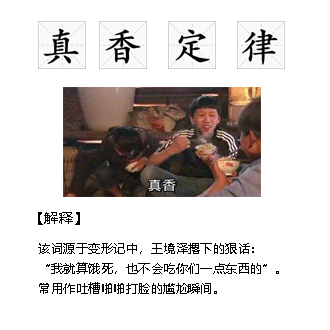 真香定律
真香
【解释】
该词源于变形记中，王境泽撂下的狠话：
“我就算饿死，也不会吃你们一点东西的”。
常用作吐槽啪啪打脸的尴尬瞬间。